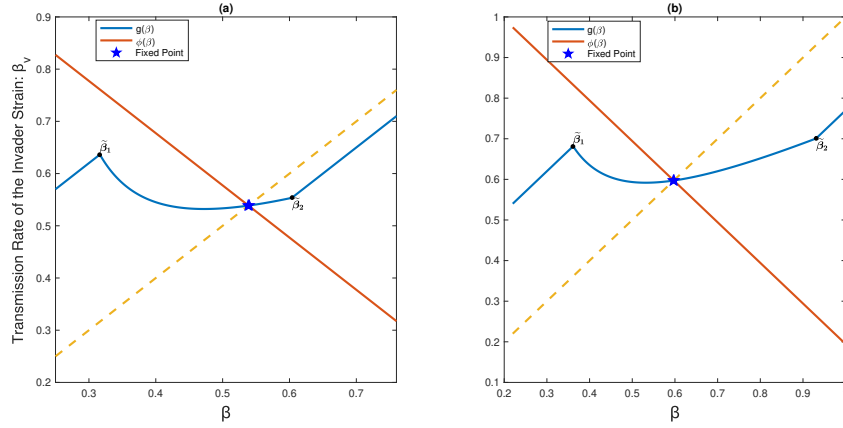 (a)
Transmission Rate of the Invader Strain: β_v
0.9
0.8
0.7
0.6
0.5
0.4
0.3
0.2
g(β)
ϕ(β)
Fixed Point
β̃₁
β̃₂
0.3
0.4
0.5
0.6
0.7
β
(b)
1
0.9
0.8
0.7
0.6
0.5
0.4
0.3
0.2
0.1
g(β)
ϕ(β)
Fixed Point
β̃₁
β̃₂
0.2
0.3
0.4
0.5
0.6
0.7
0.8
0.9
β